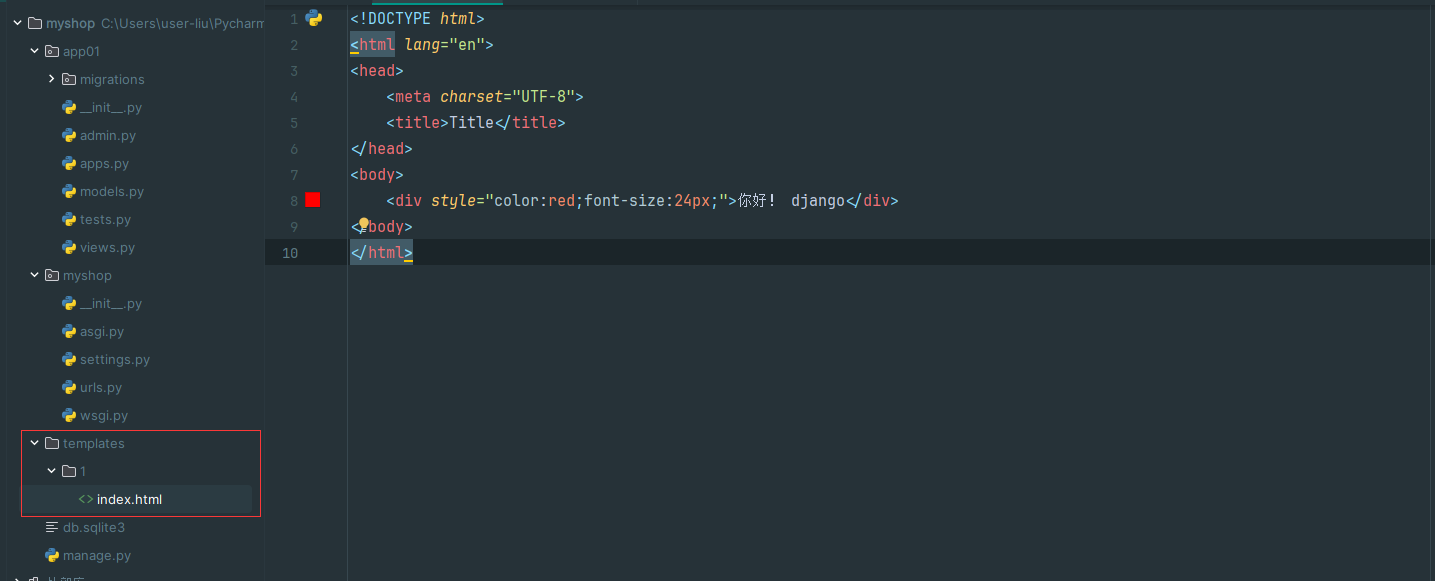 myshop C:\Users\user-liu\Pycharm
app01
migrations
__init__.py
admin.py
apps.py
models.py
tests.py
views.py
myshop
__init__.py
asgi.py
settings.py
urls.py
wsgi.py
templates
1
index.html
db.sqlite3
manage.py
1 <!DOCTYPE html>
2 <html lang="en">
3 <head>
4 <meta charset="UTF-8">
5 <title>Title</title>
6 </head>
7 <body>
8 <div style="color:red;font-size:24px;">你好! django</div>
9 </body>
10 </html>